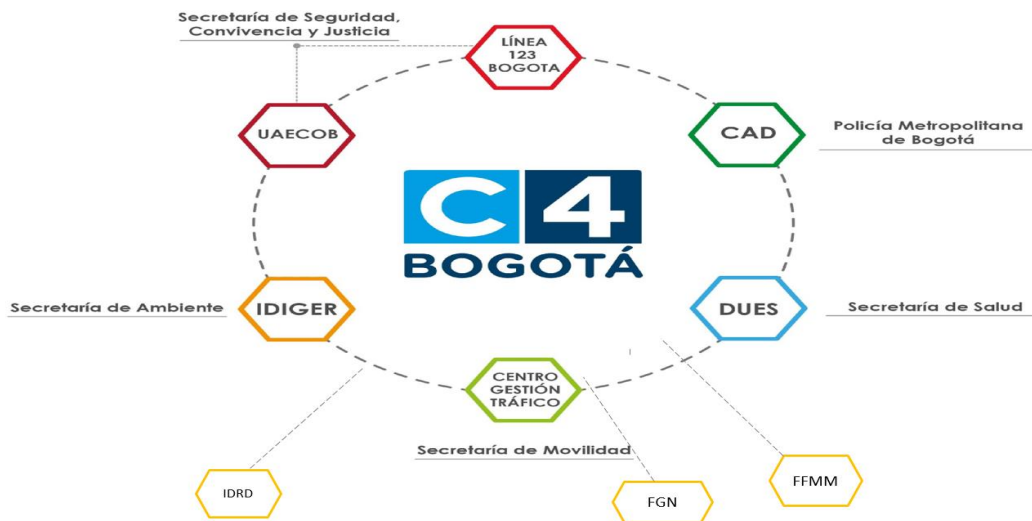 Secretaría de Seguridad,
Convivencia y Justicia
LÍNEA
123
BOGOTA
UAECOB
CAD
Policía Metropolitana
de Bogotá
C4
BOGOTÁ
Secretaría de Ambiente
IDIGER
DUES
Secretaría de Salud
CENTRO
GESTIÓN
TRÁFICO
Secretaría de Movilidad
IDRD
FGN
FFMM